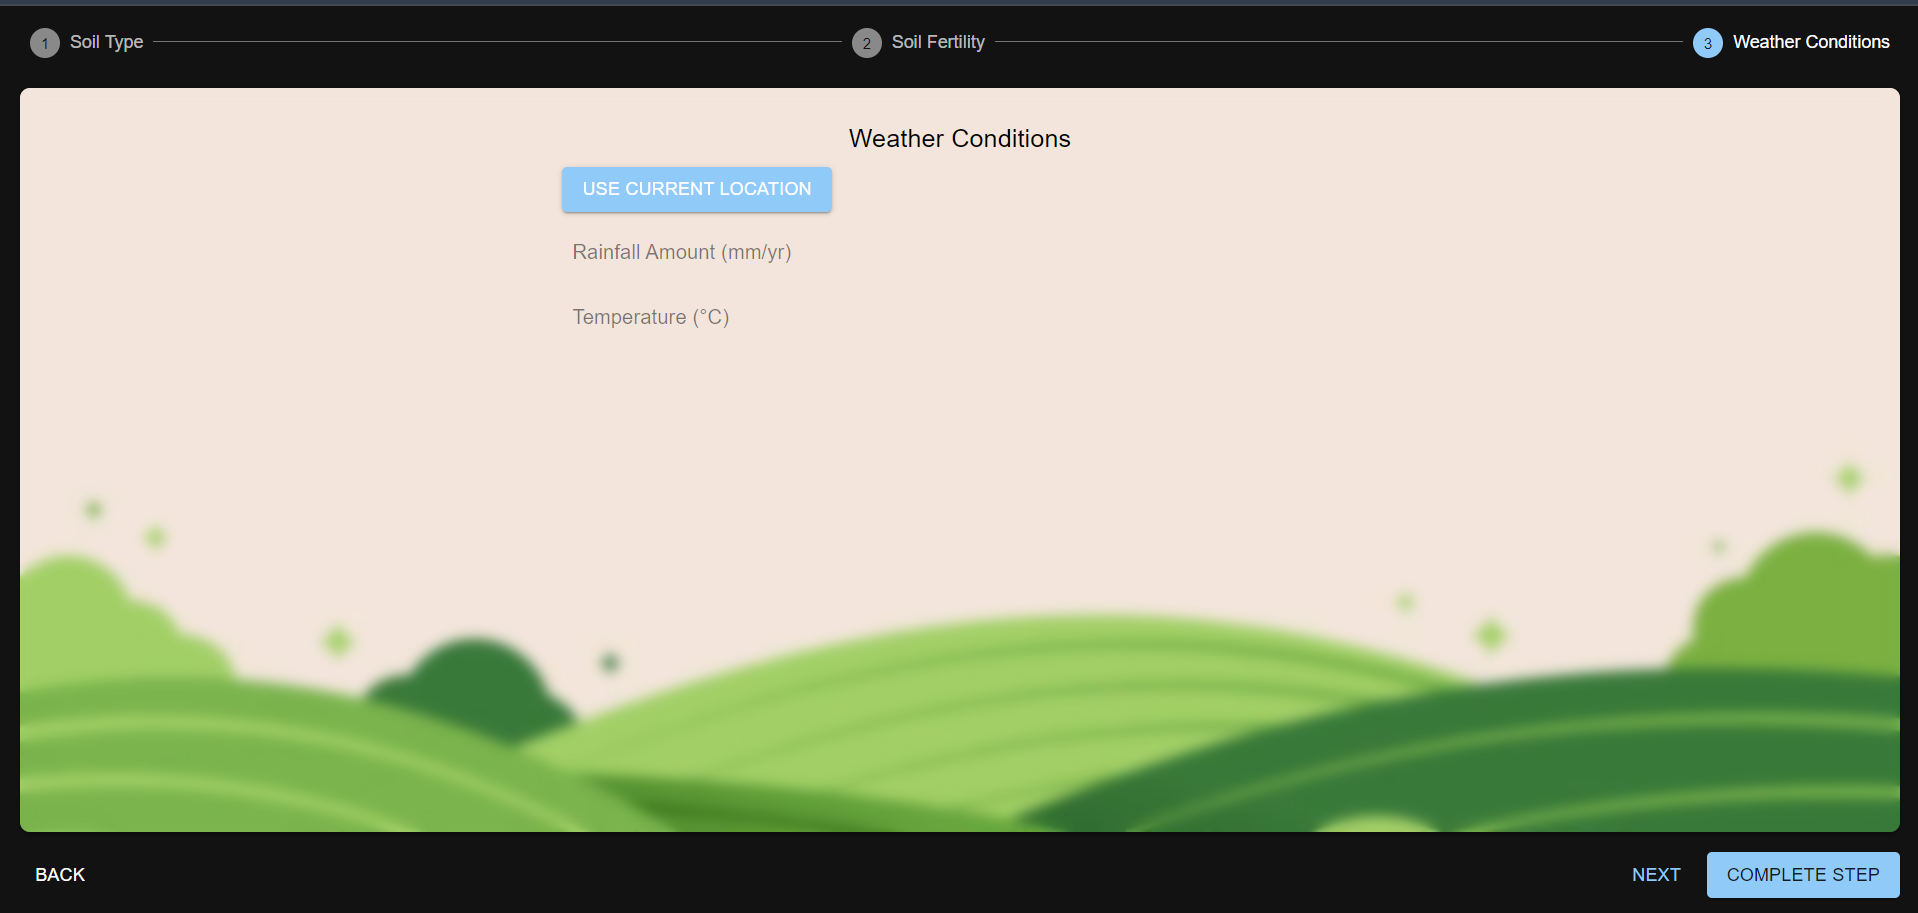 1 Soil Type 2 Soil Fertility 3 Weather Conditions
Weather Conditions
USE CURRENT LOCATION
Rainfall Amount (mm/yr)
Temperature (°C)
BACK NEXT COMPLETE STEP